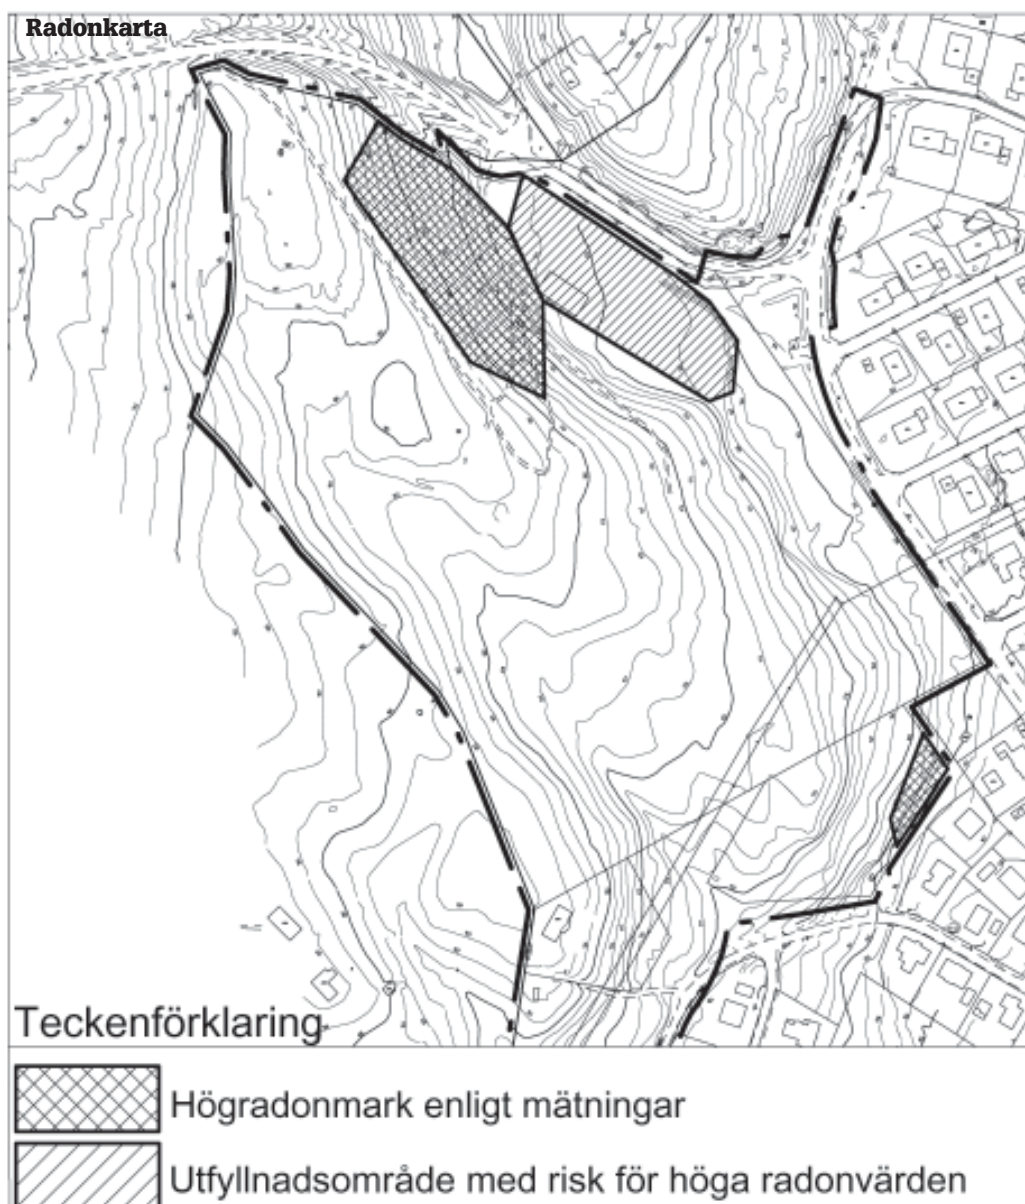 Radonkarta
Teckenförklaring
Högradonmark enligt mätningar
Utfyllnadsområde med risk för höga radonvärden